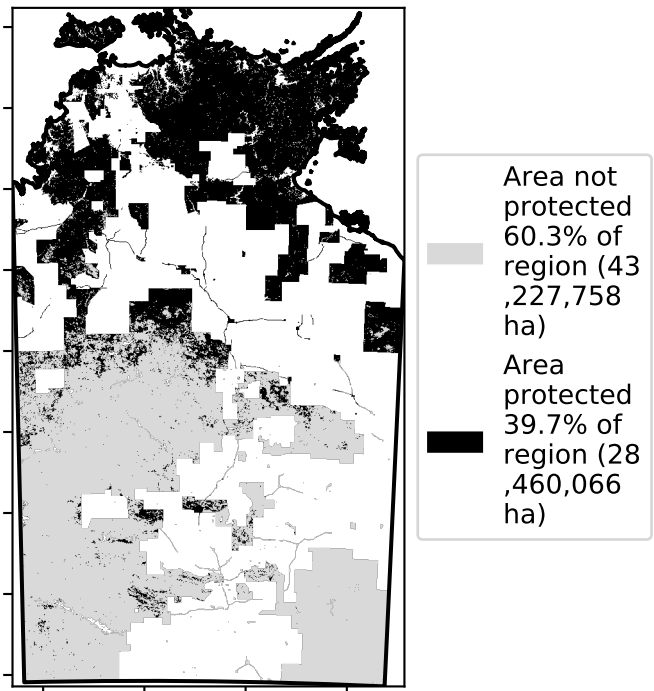 Area not
protected
60.3% of
region (43
,227,758
ha)
Area
protected
39.7% of
region (28
,460,066
ha)